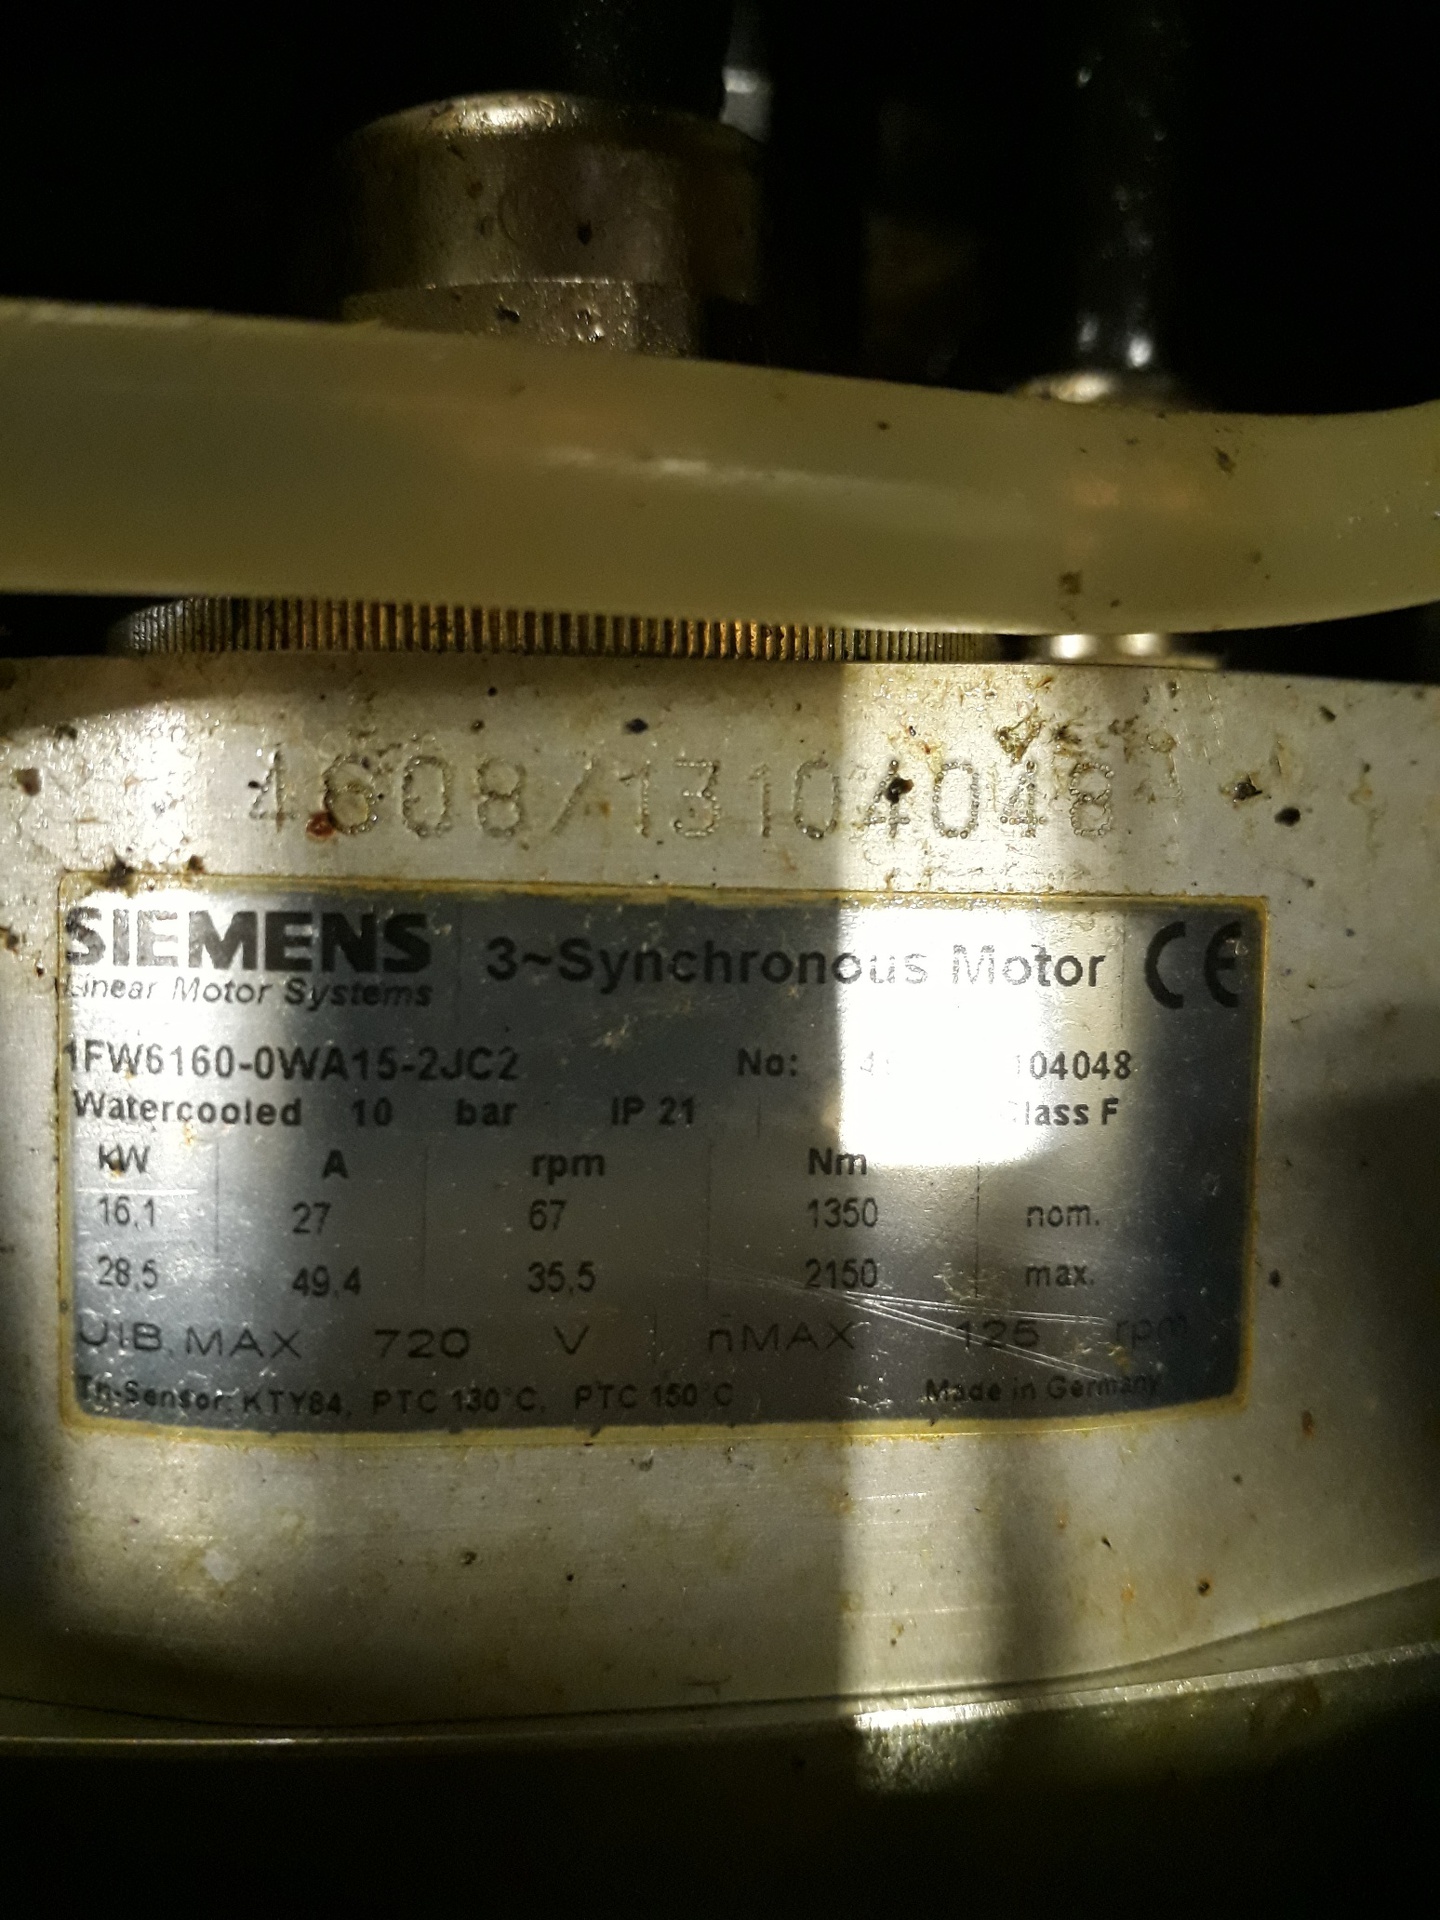 4608/13104048
SIEMENS
Linear Motor Systems
3~Synchronous Motor CE
1FW6160-0WA15-2JC2 No: 104048
Watercooled 10 bar IP 21 Class F
kW A rpm Nm
16,1 27 67 1350 nom.
28,5 49,4 35,5 2150 max.
UIB.MAX 720 V nMAX 125 rpm
Th-Sensor: KTY84, PTC 130°C, PTC 150°C Made in Germany